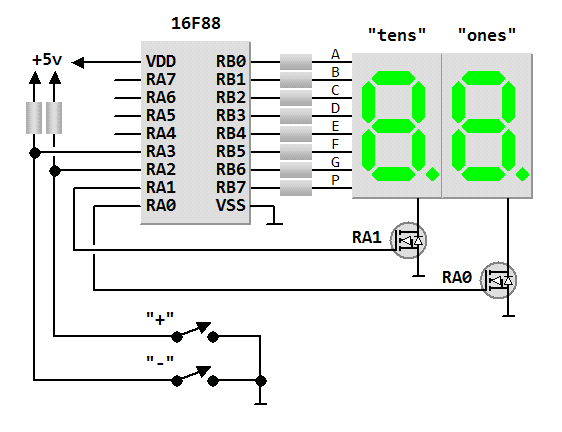 16F88
"tens" "ones"
+5v
VDD RB0 A
RA7 RB1 B
RA6 RB2 C
RA5 RB3 D
RA4 RB4 E
RA3 RB5 F
RA2 RB6 G
RA1 RB7 P
RA0 VSS
RA1
RA0
"+"
"-"